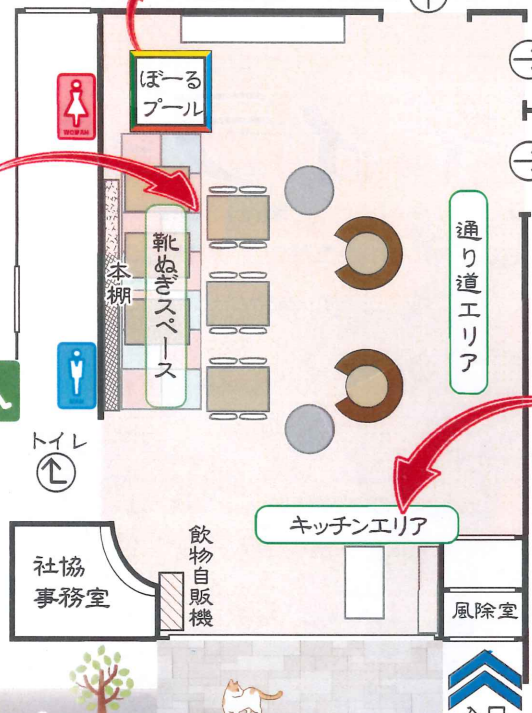 ぼーる
プール
WOMAN
靴ぬぎスペース
本棚
通り道エリア
MAN
トイレ
キッチンエリア
社協
事務室
飲物自販機
風除室
入口